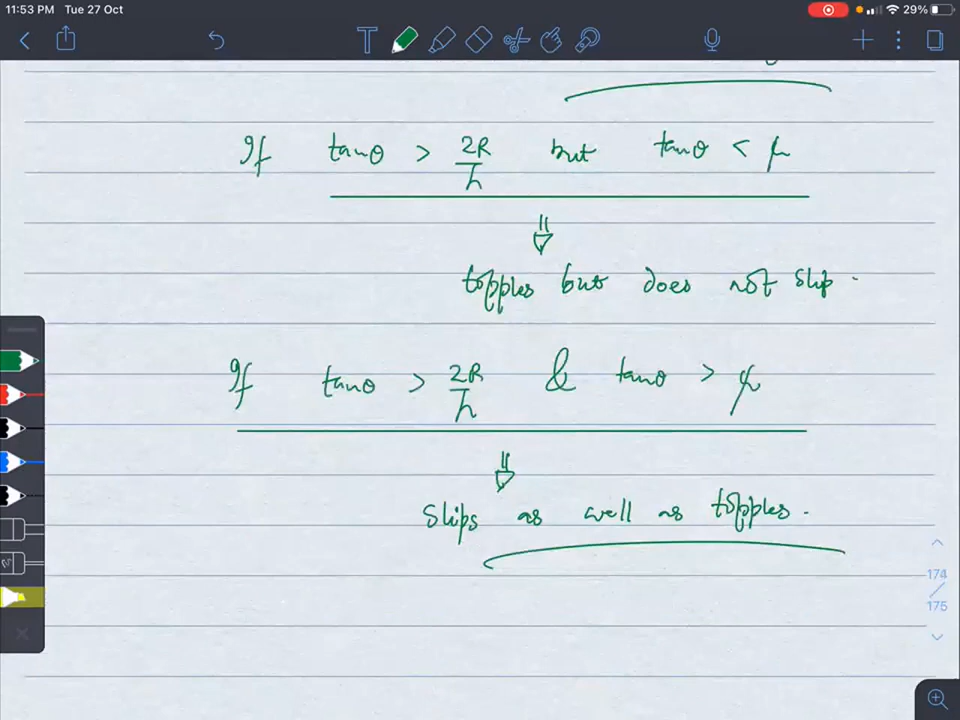 11:53 PM Tue 27 Oct 29%
If tanθ > 2R/h but tanθ < μ
⇓
topples but does not slip.
If tanθ > 2R/h & tanθ > μ
⇓
Slips as well as topples.
174
/
175